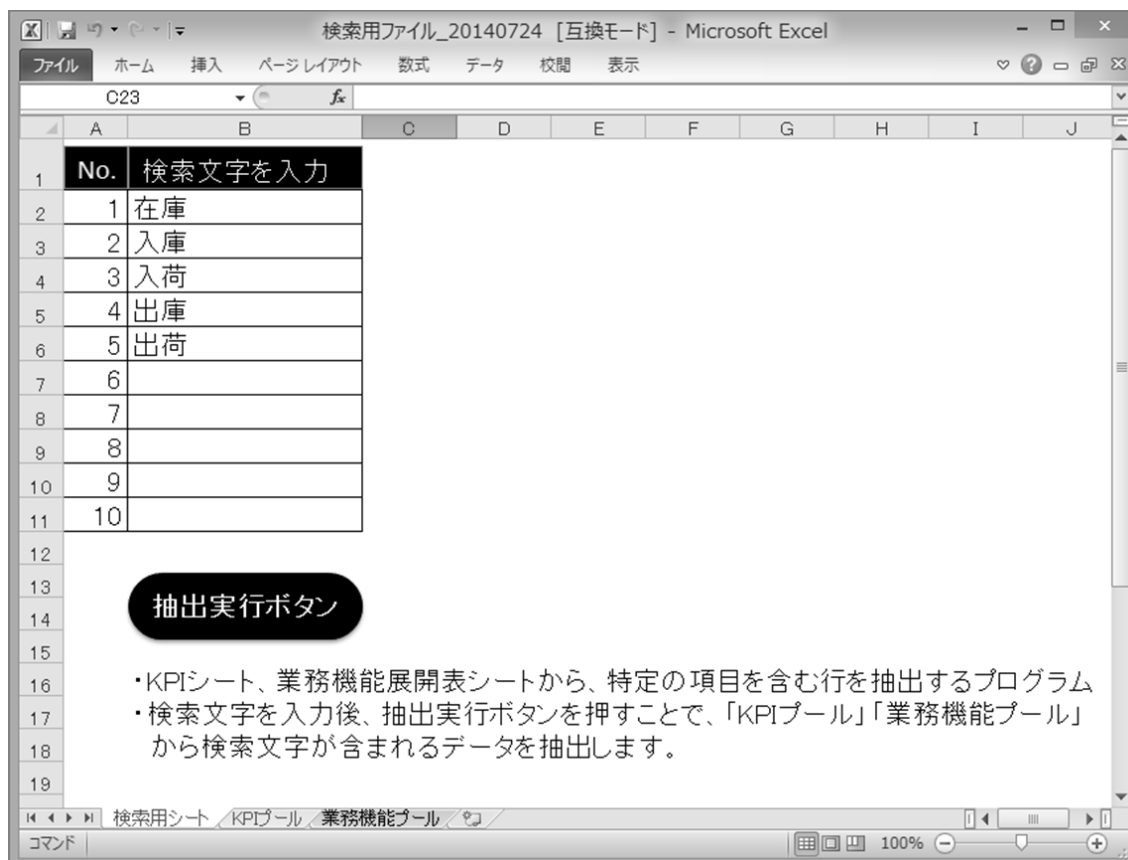 検索用ファイル_20140724 [互換モード] - Microsoft Excel
ファイル ホーム 挿入 ページ レイアウト 数式 データ 校閲 表示
C23 fx
A B C D E F G H I J
1 No. 検索文字を入力
2 1 在庫
3 2 入庫
4 3 入荷
5 4 出庫
6 5 出荷
7 6
8 7
9 8
10 9
11 10
12
13
抽出実行ボタン
14
15
16 ・KPIシート、業務機能展開表シートから、特定の項目を含む行を抽出するプログラム
17 ・検索文字を入力後、抽出実行ボタンを押すことで、「KPIプール」「業務機能プール」
18 から検索文字が含まれるデータを抽出します。
19
検索用シート KPIプール 業務機能プール
コマンド 100%